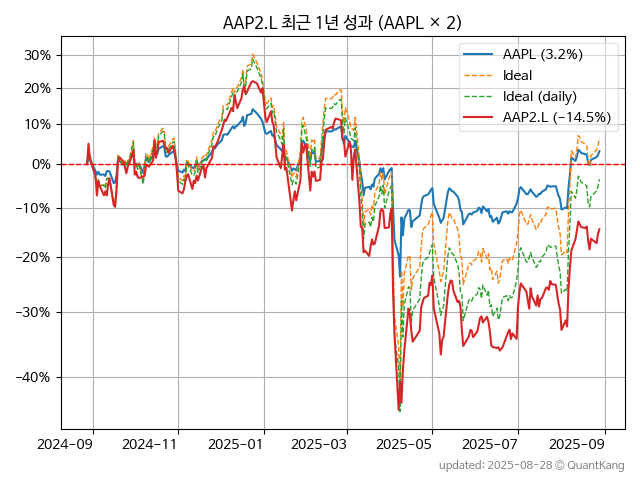 AAP2.L 최근 1년 성과 (AAPL × 2)
AAPL (3.2%)
Ideal
Ideal (daily)
AAP2.L (−14.5%)
30%
20%
10%
0%
−10%
−20%
−30%
−40%
2024-09
2024-11
2025-01
2025-03
2025-05
2025-07
2025-09
updated: 2025-08-28 © QuantKang